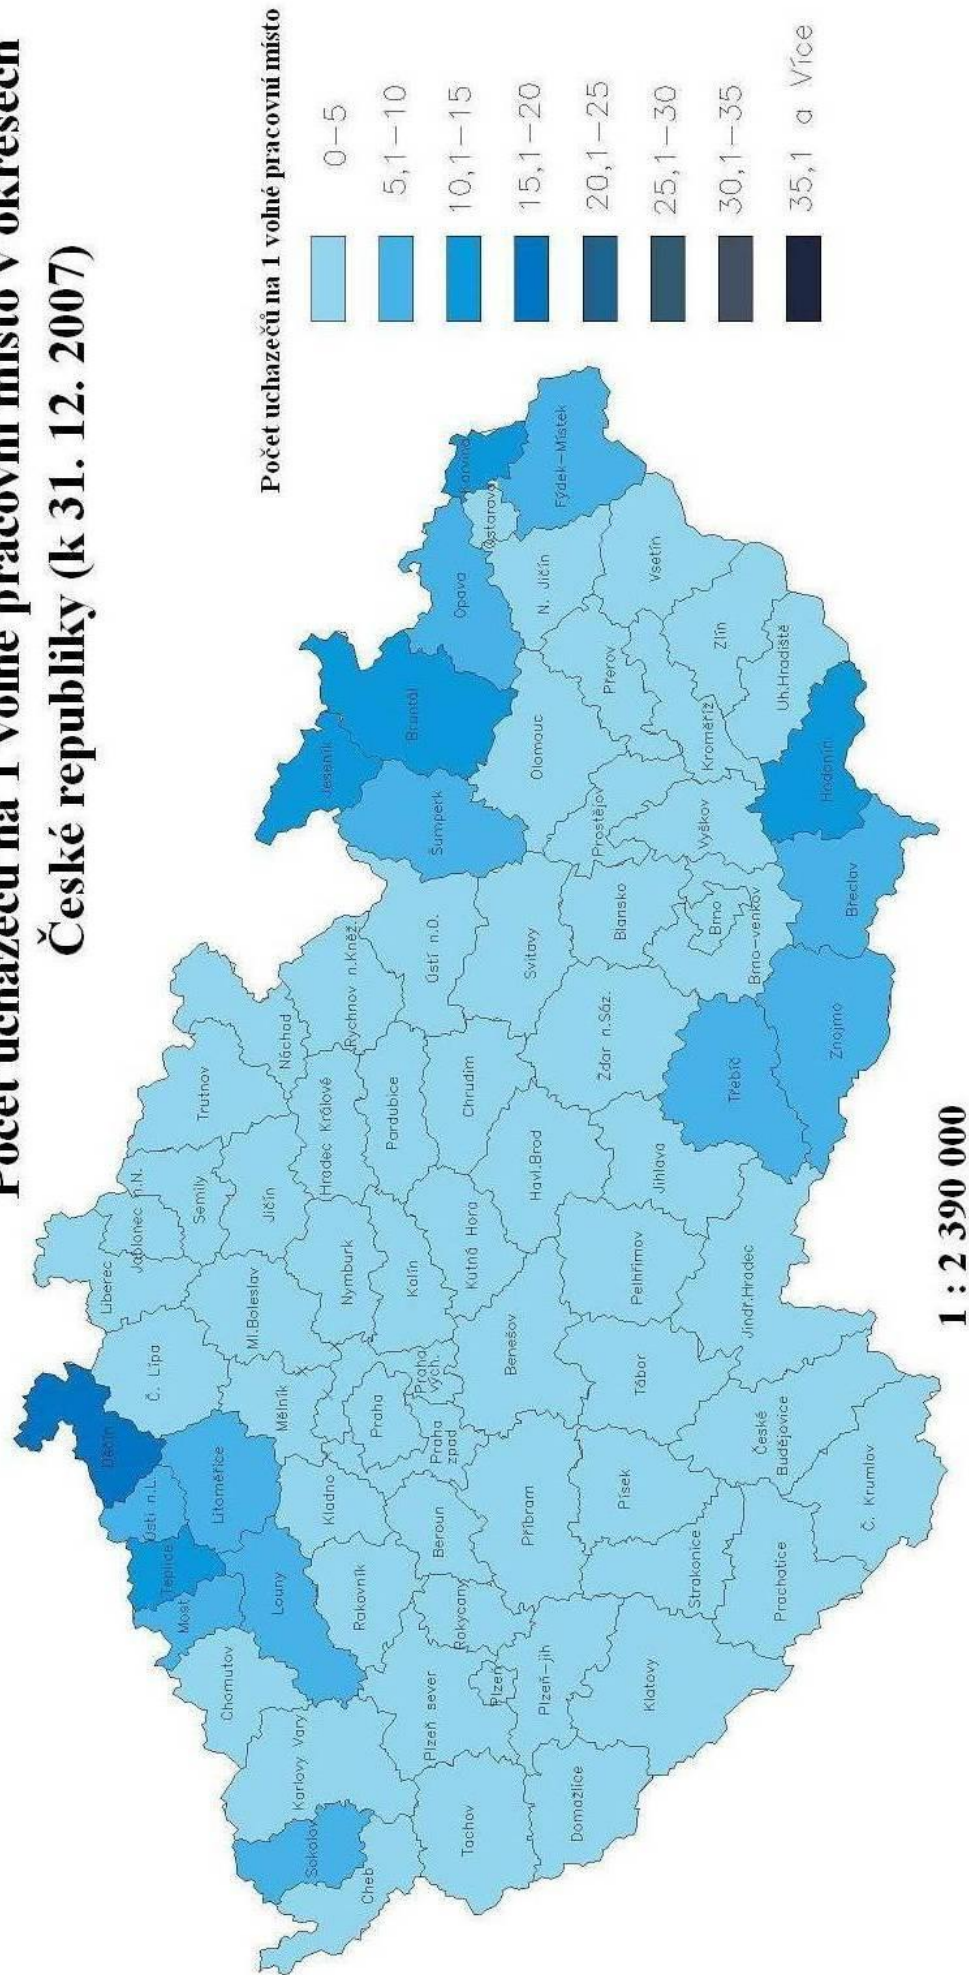 Počet uchazečů na 1 volné pracovní místo v okresech
České republiky (k 31. 12. 2007)
Počet uchazečů na 1 volné pracovní místo
0–5
5,1–10
10,1–15
15,1–20
20,1–25
25,1–30
30,1–35
35,1 a Více
Děčín
Liberec
Jablonec n.N.
Ústí n.L.
Č. Lípa
Teplice
Most
Litoměřice
Semily
Trutnov
Chomutov
Louny
Mělník
Ml.Boleslav
Jičín
Náchod
Sokolov
Karlovy Vary
Kladno
Nymburk
Hradec Králové
Rychnov n.Kněž.
Jeseník
Cheb
Rakovník
Praha
Praha
vých.
Praha
zpad
Kolín
Pardubice
Ústí n.O.
Šumperk
Bruntál
Opava
Karviná
Ostarava
Plzeň sever
Beroun
Kutná Hora
Chrudim
Tachov
Rokycany
Plzeň
Benešov
Svitavy
Olomouc
N. Jičín
Fýdek–Místek
Domažlice
Plzeň–jih
Příbram
Havl.Brod
Zdar n.Sáz.
Blansko
Prostějov
Přerov
Vsetín
Klatovy
Písek
Tábor
Pelhřimov
Jihlava
Strakonice
Brno
Vyškov
Kroměříž
Zlín
Prachatice
České
Budějovice
Jindř.Hradec
Třebíč
Brno–venkov
Uh.Hradiště
Č. Krumlov
Znojmo
Břeclav
Hodonín
1 : 2 390 000